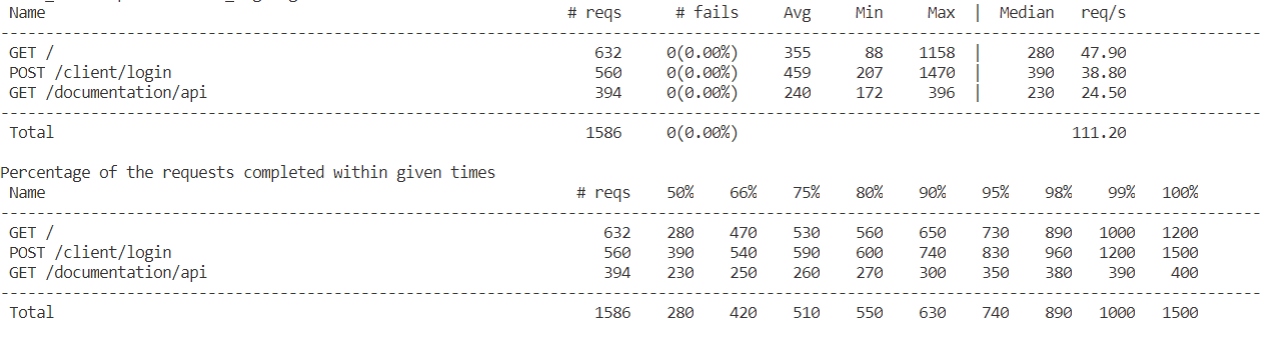 Name # reqs # fails Avg Min Max | Median req/s
--------------------------------------------------------------------------------------------------------------------------------------------
GET / 632 0(0.00%) 355 88 1158 | 280 47.90
POST /client/login 560 0(0.00%) 459 207 1470 | 390 38.80
GET /documentation/api 394 0(0.00%) 240 172 396 | 230 24.50
--------------------------------------------------------------------------------------------------------------------------------------------
Total 1586 0(0.00%) 111.20
Percentage of the requests completed within given times
Name # reqs 50% 66% 75% 80% 90% 95% 98% 99% 100%
--------------------------------------------------------------------------------------------------------------------------------------------
GET / 632 280 470 530 560 650 730 890 1000 1200
POST /client/login 560 390 540 590 600 740 830 960 1200 1500
GET /documentation/api 394 230 250 260 270 300 350 380 390 400
--------------------------------------------------------------------------------------------------------------------------------------------
Total 1586 280 420 510 550 630 740 890 1000 1500